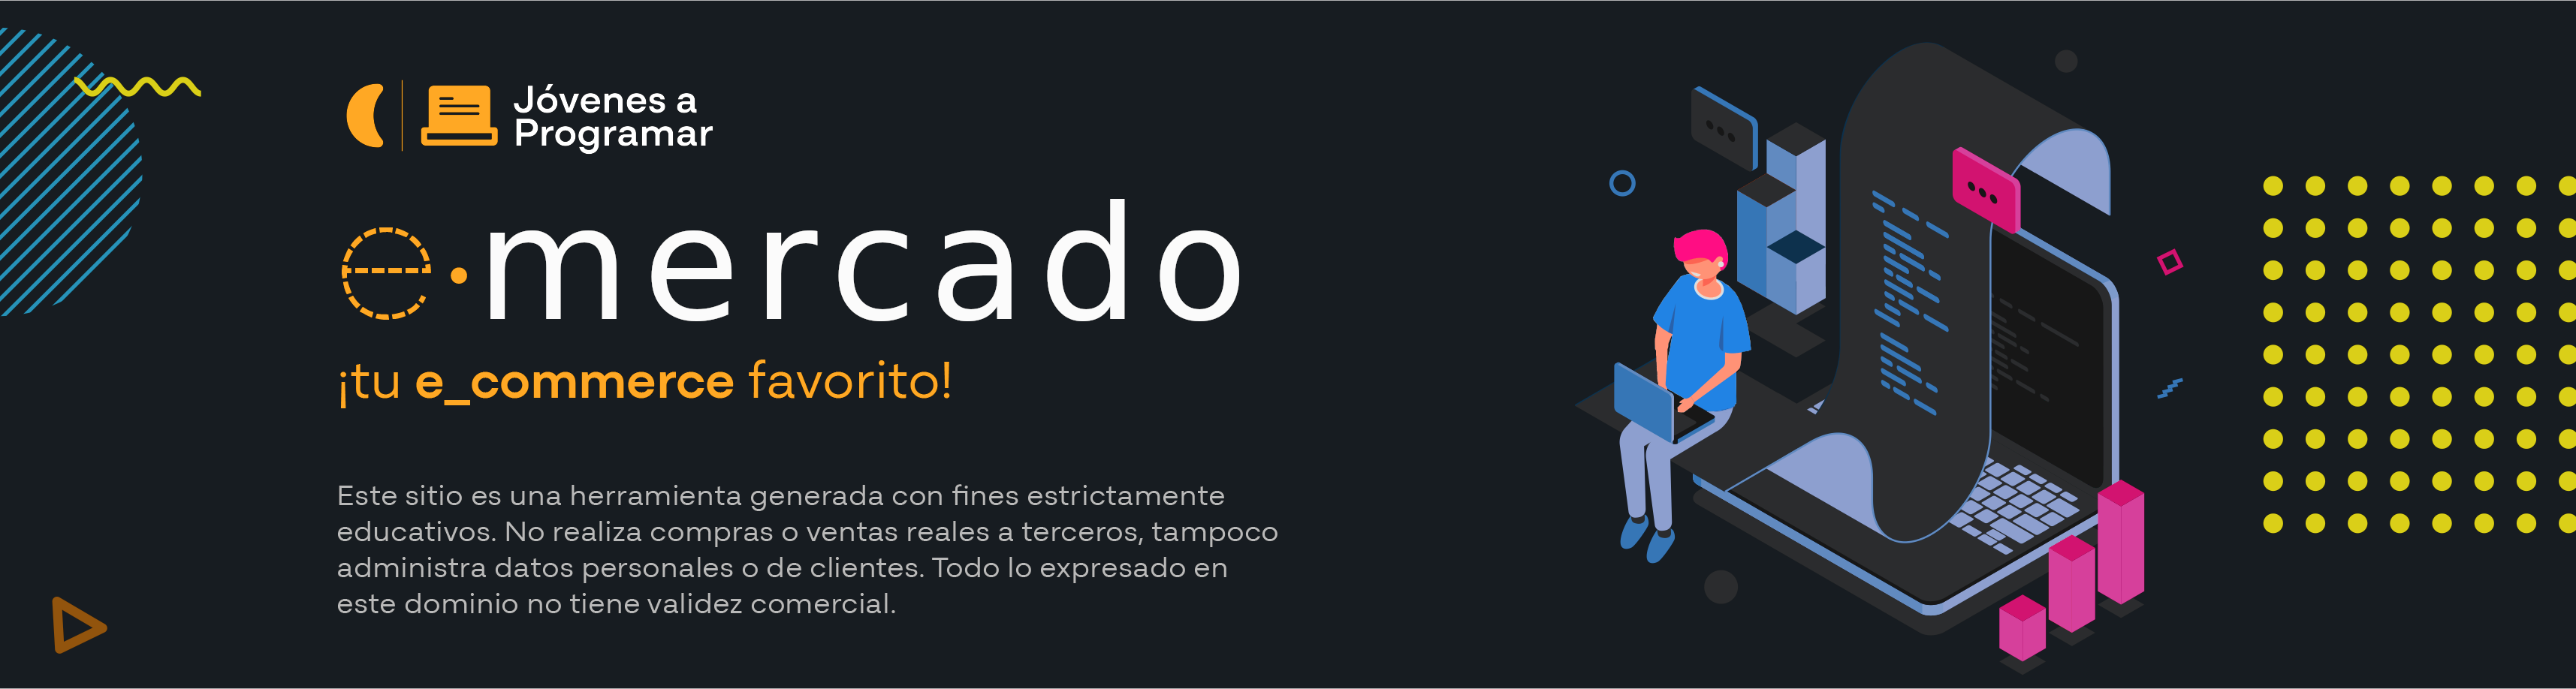 Jóvenes a
Programar
e·mercado
¡tu e_commerce favorito!
Este sitio es una herramienta generada con fines estrictamente
educativos. No realiza compras o ventas reales a terceros, tampoco
administra datos personales o de clientes. Todo lo expresado en
este dominio no tiene validez comercial.